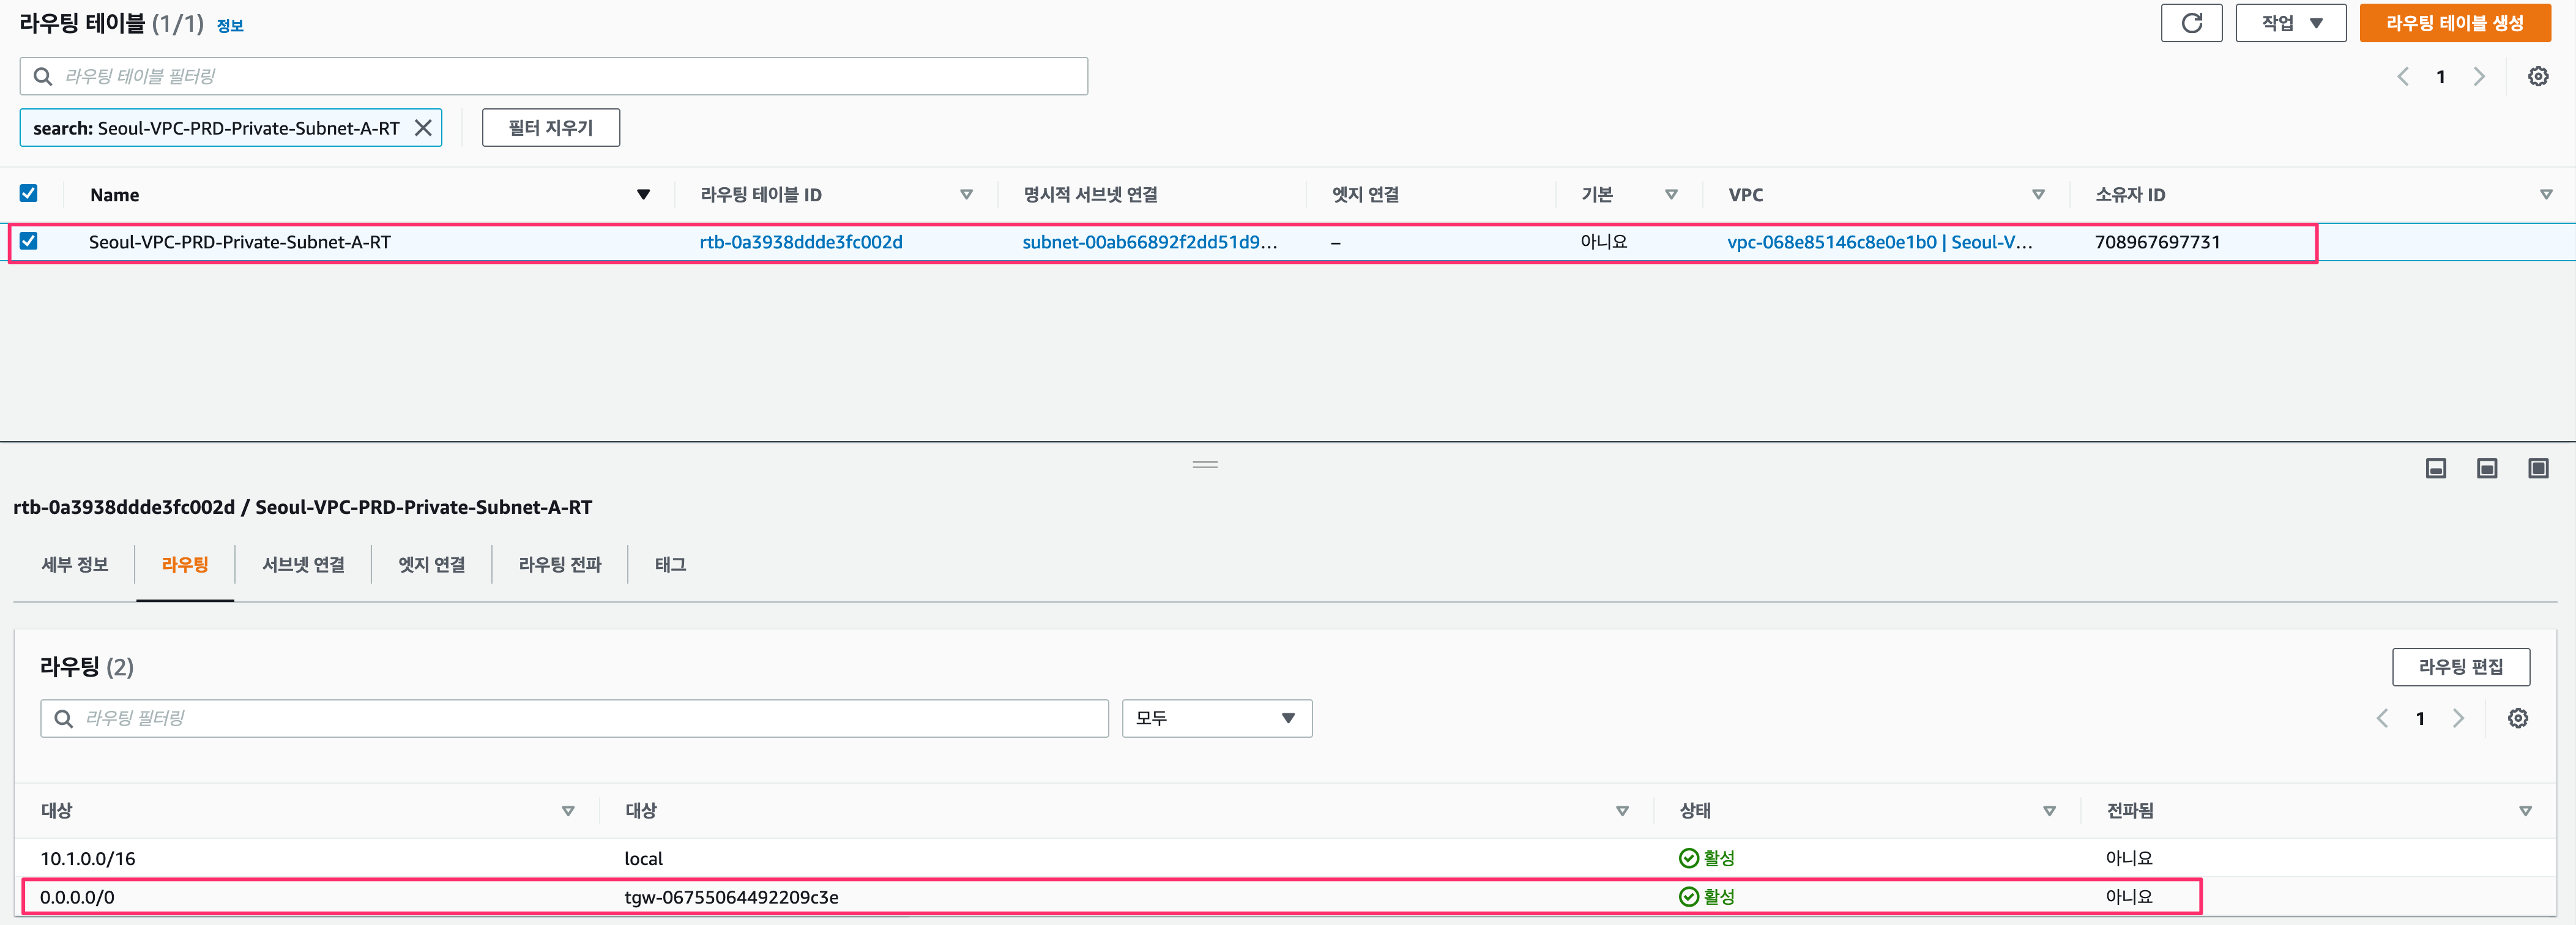 라우팅 테이블 (1/1) 정보
작업
라우팅 테이블 생성
라우팅 테이블 필터링
1
search: Seoul-VPC-PRD-Private-Subnet-A-RT
필터 지우기
Name 라우팅 테이블 ID 명시적 서브넷 연결 엣지 연결 기본 VPC 소유자 ID
Seoul-VPC-PRD-Private-Subnet-A-RT rtb-0a3938ddde3fc002d subnet-00ab66892f2dd51d9... – 아니요 vpc-068e85146c8e0e1b0 | Seoul-V... 708967697731
rtb-0a3938ddde3fc002d / Seoul-VPC-PRD-Private-Subnet-A-RT
세부 정보 라우팅 서브넷 연결 엣지 연결 라우팅 전파 태그
라우팅 (2)
라우팅 편집
라우팅 필터링
모두
1
대상 대상 상태 전파됨
10.1.0.0/16 local 활성 아니요
0.0.0.0/0 tgw-06755064492209c3e 활성 아니요